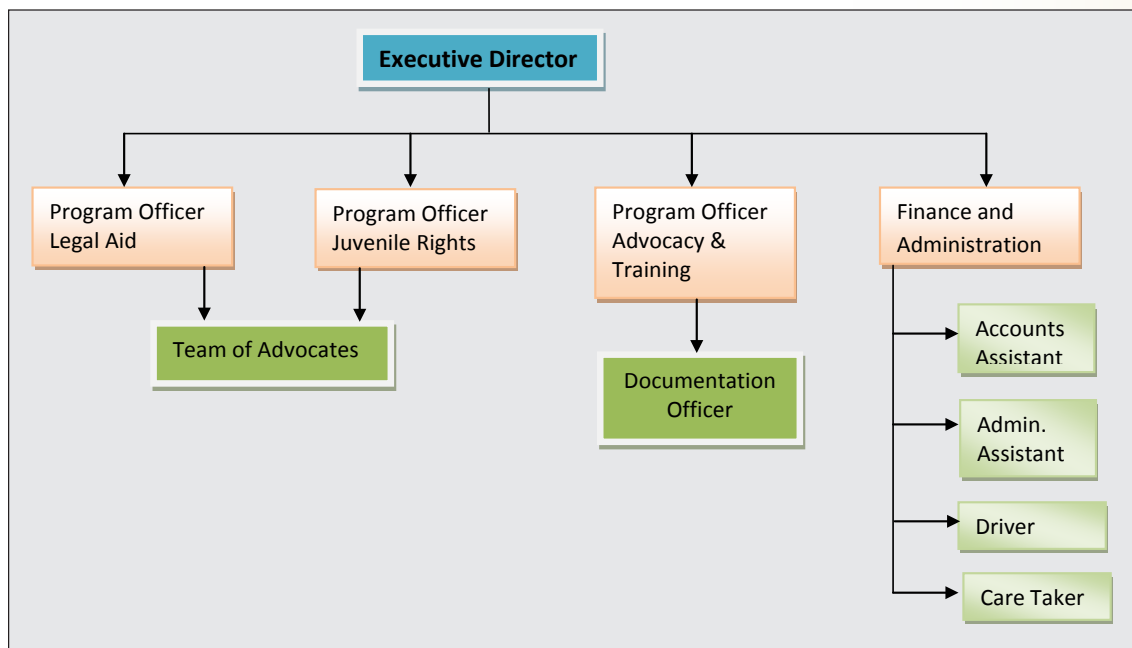 Executive Director
Program Officer
Legal Aid
Program Officer
Juvenile Rights
Program Officer
Advocacy &
Training
Finance and
Administration
Team of Advocates
Documentation
Officer
Accounts
Assistant
Admin.
Assistant
Driver
Care Taker